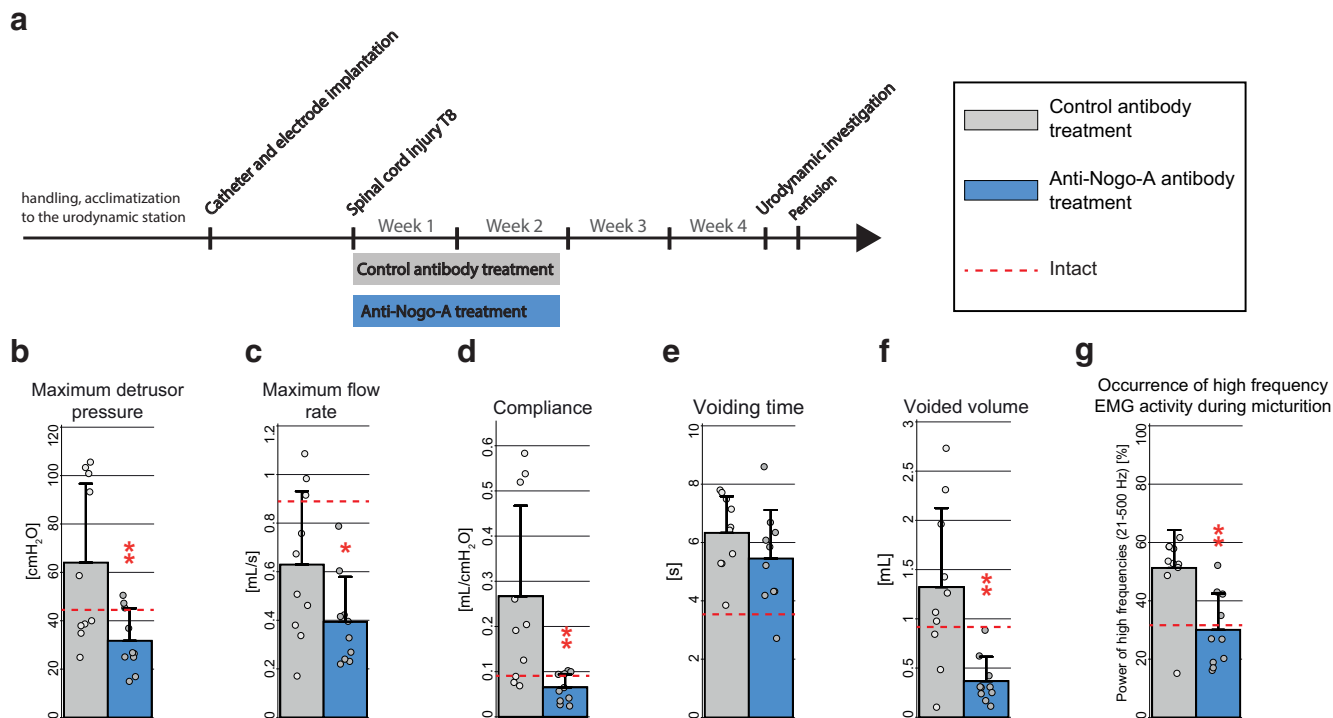 a
handling, acclimatization
to the urodynamic station
Catheter and electrode implantation
Spinal cord injury T8
Week 1
Week 2
Week 3
Week 4
Urodynamic investigation
Perfusion
Control antibody treatment
Anti-Nogo-A treatment
Control antibody
treatment
Anti-Nogo-A antibody
treatment
Intact
b
Maximum detrusor
pressure
[cmH2O]
120
100
80
60
40
20
0
**
c
Maximum flow
rate
[mL/s]
1.2
1
0.8
0.6
0.4
0.2
0
*
d
Compliance
[mL/cmH2O]
0.6
0.5
0.4
0.3
0.2
0.1
0
**
e
Voiding time
[s]
10
8
6
4
2
0
f
Voided volume
[mL]
3
2.5
2
1.5
1
0.5
0
**
g
Occurrence of high frequency
EMG activity during micturition
Power of high frequencies (21-500 Hz) [%]
100
80
60
40
20
0
**